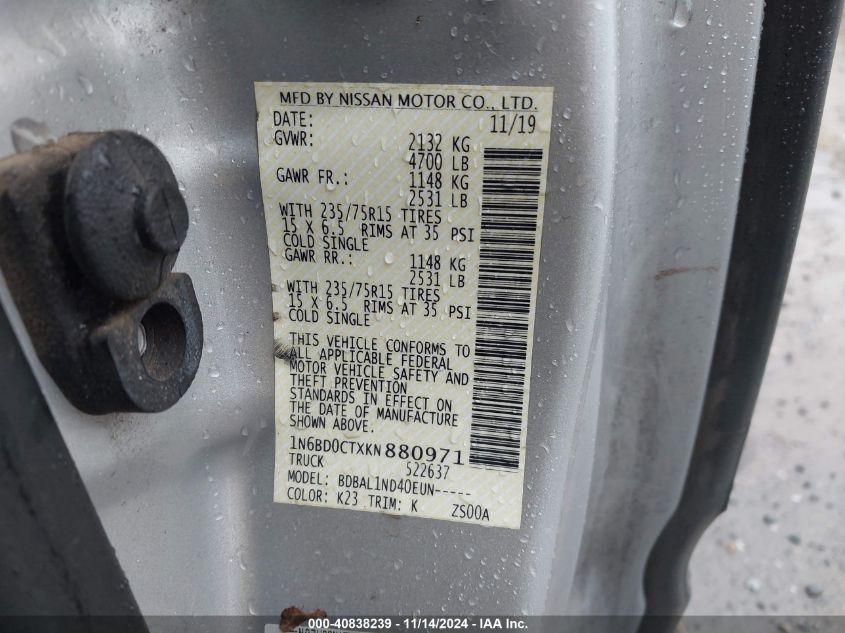 MFD BY NISSAN MOTOR CO., LTD.
DATE: 11/19
GVWR: 2132 KG
4700 LB
GAWR FR.: 1148 KG
2531 LB
WITH 235/75R15 TIRES
15 X 6.5 RIMS AT 35 PSI
COLD SINGLE
GAWR RR.: 1148 KG
2531 LB
WITH 235/75R15 TIRES
15 X 6.5 RIMS AT 35 PSI
COLD SINGLE
THIS VEHICLE CONFORMS TO
ALL APPLICABLE FEDERAL
MOTOR VEHICLE SAFETY AND
THEFT PREVENTION
STANDARDS IN EFFECT ON
THE DATE OF MANUFACTURE
SHOWN ABOVE.
1N6BD0CTXKN880971
TRUCK 522637
MODEL: BDBAL1ND40EUN-----
COLOR: K23 TRIM: K ZS00A
000-40838239 - 11/14/2024 - IAA, Inc.